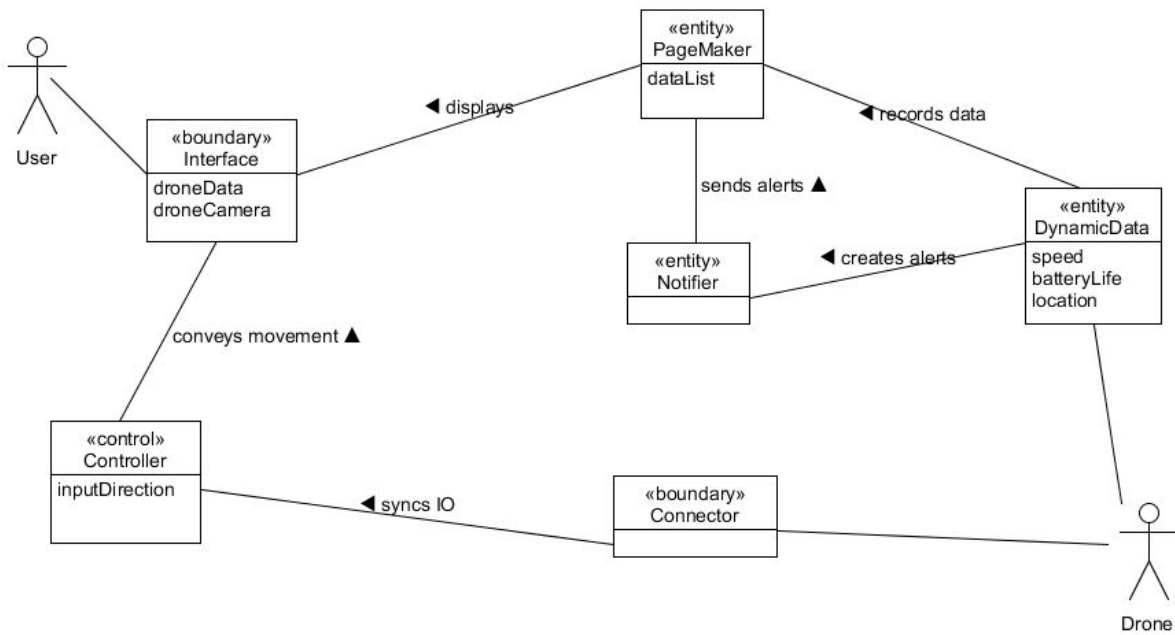 «entity»
PageMaker
dataList
◄ displays
◄ records data
User
«boundary»
Interface
droneData
droneCamera
sends alerts ▲
«entity»
DynamicData
speed
batteryLife
location
«entity»
Notifier
◄ creates alerts
conveys movement ▲
«control»
Controller
inputDirection
◄ syncs IO
«boundary»
Connector
Drone